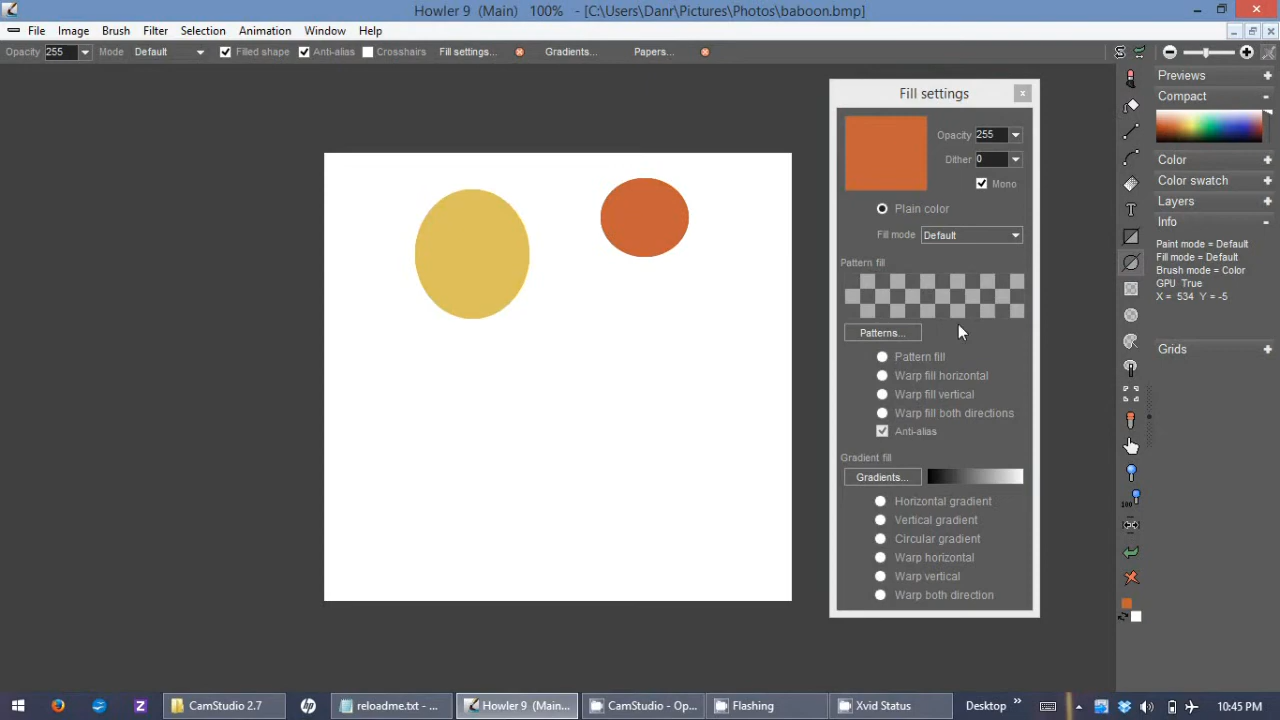 Howler 9 (Main) 100% - [C:\Users\Danr\Pictures\Photos\baboon.bmp]
File Image Brush Filter Selection Animation Window Help
Opacity 255 Mode Default Filled shape Anti-alias Crosshairs Fill settings... Gradients... Papers...
Fill settings
Opacity 255
Dither 0
Mono
Plain color
Fill mode Default
Pattern fill
Patterns...
Pattern fill
Warp fill horizontal
Warp fill vertical
Warp fill both directions
Anti-alias
Gradient fill
Gradients...
Horizontal gradient
Vertical gradient
Circular gradient
Warp horizontal
Warp vertical
Warp both direction
100
Previews +
Compact -
Color +
Color swatch +
Layers +
Info -
Paint mode = Default
Fill mode = Default
Brush mode = Color
GPU True
X = 534 Y = -5
Grids +
CamStudio 2.7 hp reloadme.txt - ... Howler 9 (Main... CamStudio - Op... Flashing Xvid Status Desktop » 10:45 PM